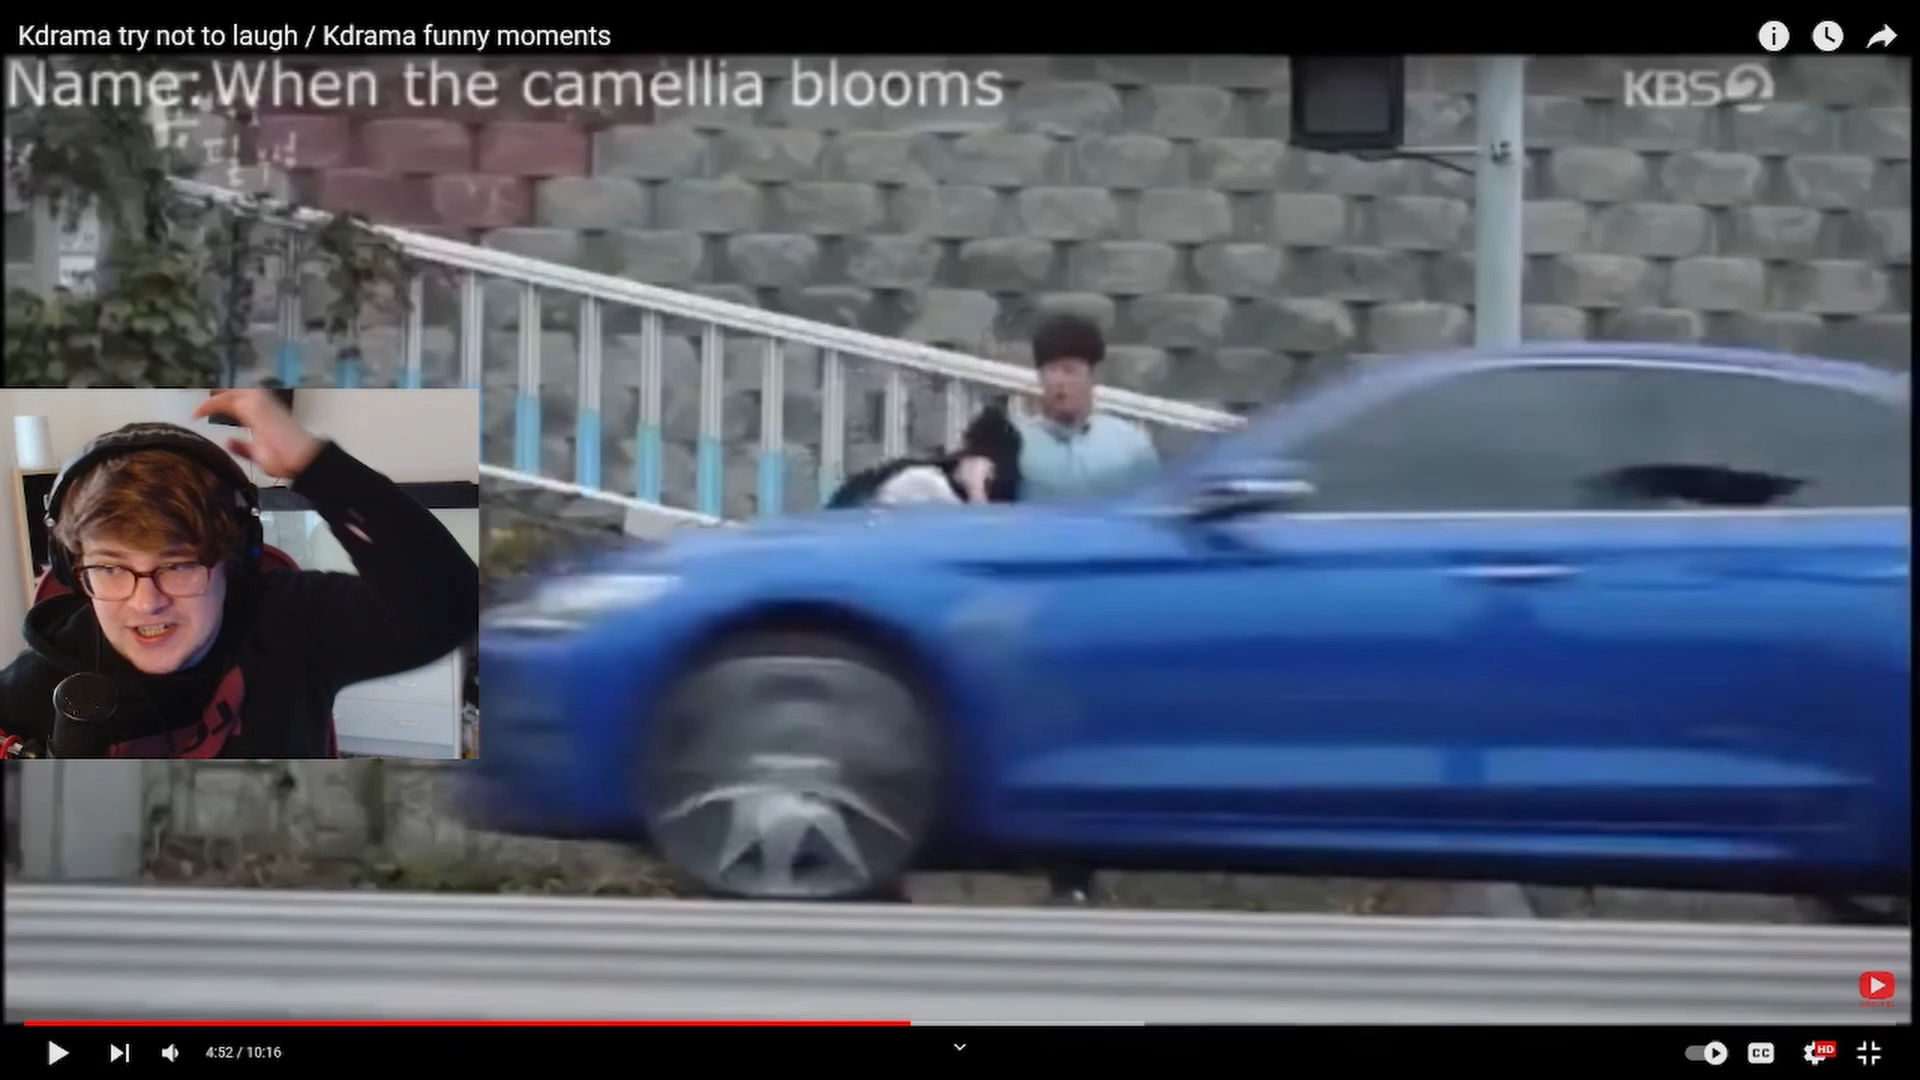 Kdrama try not to laugh / Kdrama funny moments
Name:When the camellia blooms
KBS2
4:52 / 10:16
CC
HD